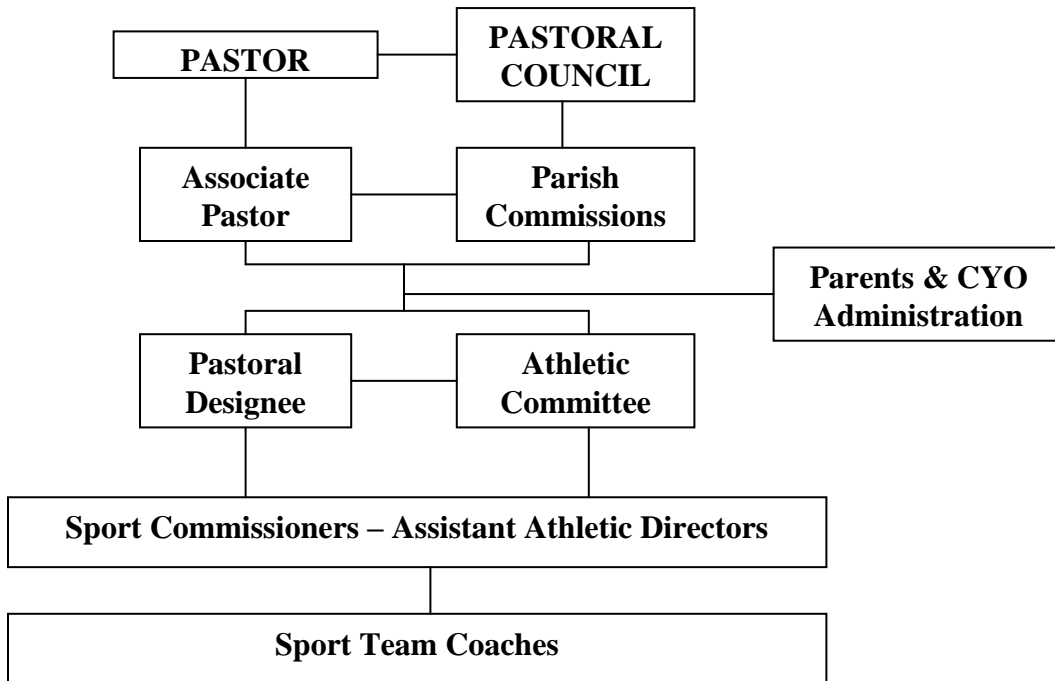 PASTOR
PASTORAL
COUNCIL
Associate
Pastor
Parish
Commissions
Parents & CYO
Administration
Pastoral
Designee
Athletic
Committee
Sport Commissioners – Assistant Athletic Directors
Sport Team Coaches